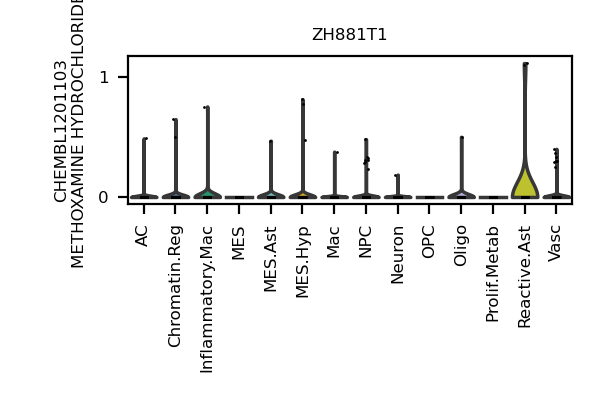 ZH881T1
CHEMBL1201103
METHOXAMINE HYDROCHLORIDE
1
0
AC
Chromatin.Reg
Inflammatory.Mac
MES
MES.Ast
MES.Hyp
Mac
NPC
Neuron
OPC
Oligo
Prolif.Metab
Reactive.Ast
Vasc